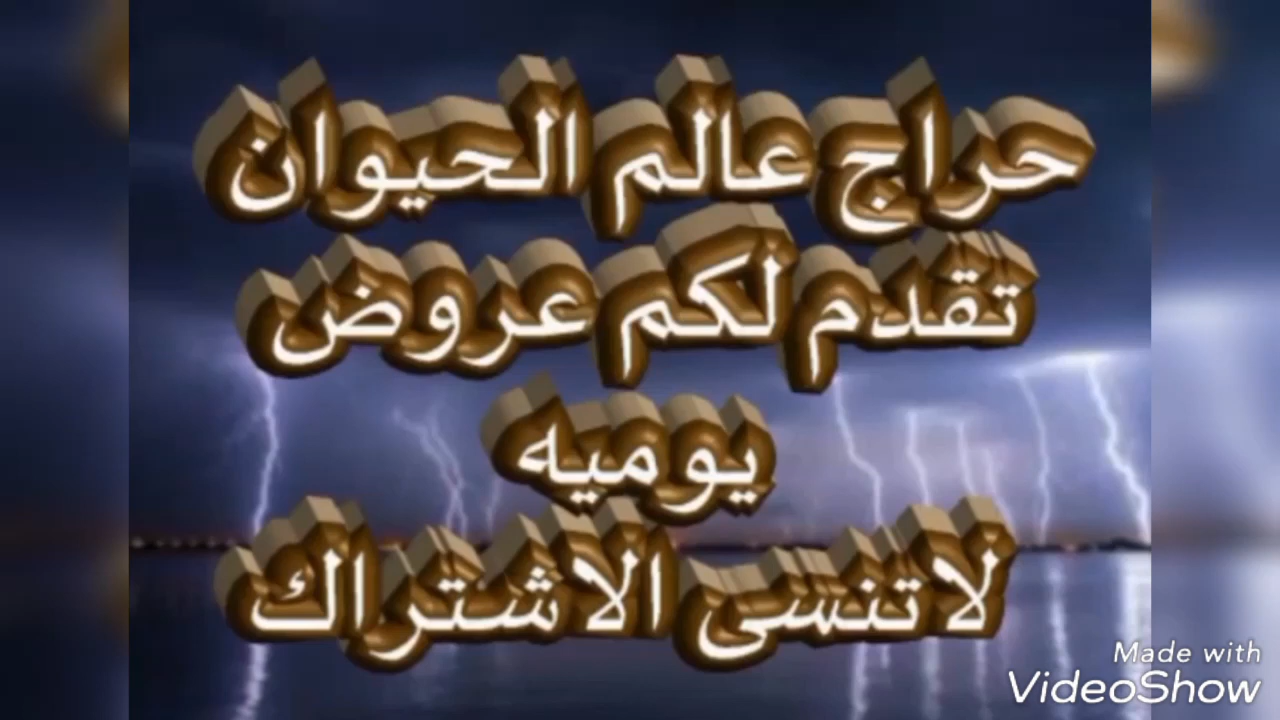 حراج عالم الحيوان
تقدم لكم عروض
يوميه
لاتنسى الاشتراك
Made with
VideoShow